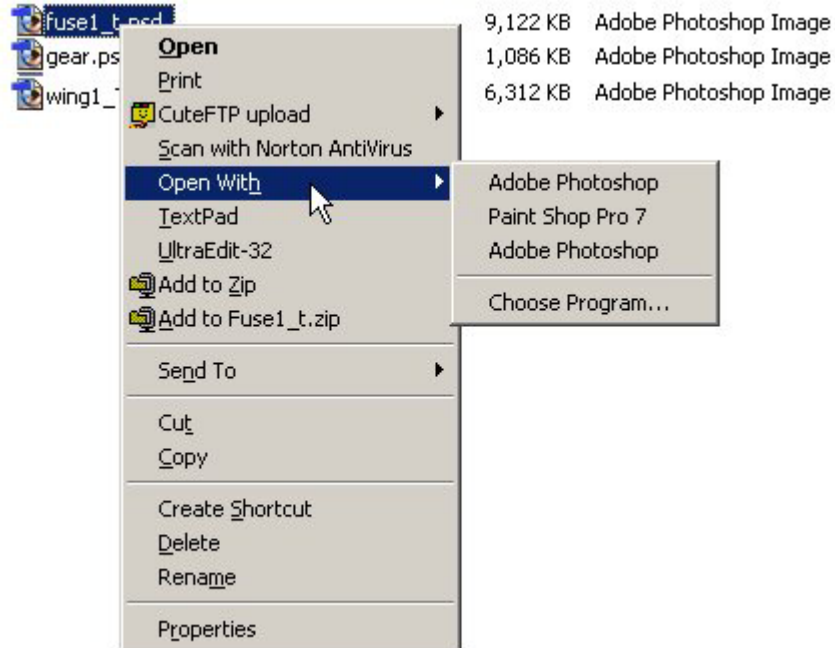 fuse1_t.psd 9,122 KB Adobe Photoshop Image
gear.ps 1,086 KB Adobe Photoshop Image
wing1_ 6,312 KB Adobe Photoshop Image
Open
Print
CuteFTP upload
Scan with Norton AntiVirus
Open With
TextPad
UltraEdit-32
Add to Zip
Add to Fuse1_t.zip
Send To
Cut
Copy
Create Shortcut
Delete
Rename
Properties
Adobe Photoshop
Paint Shop Pro 7
Adobe Photoshop
Choose Program...